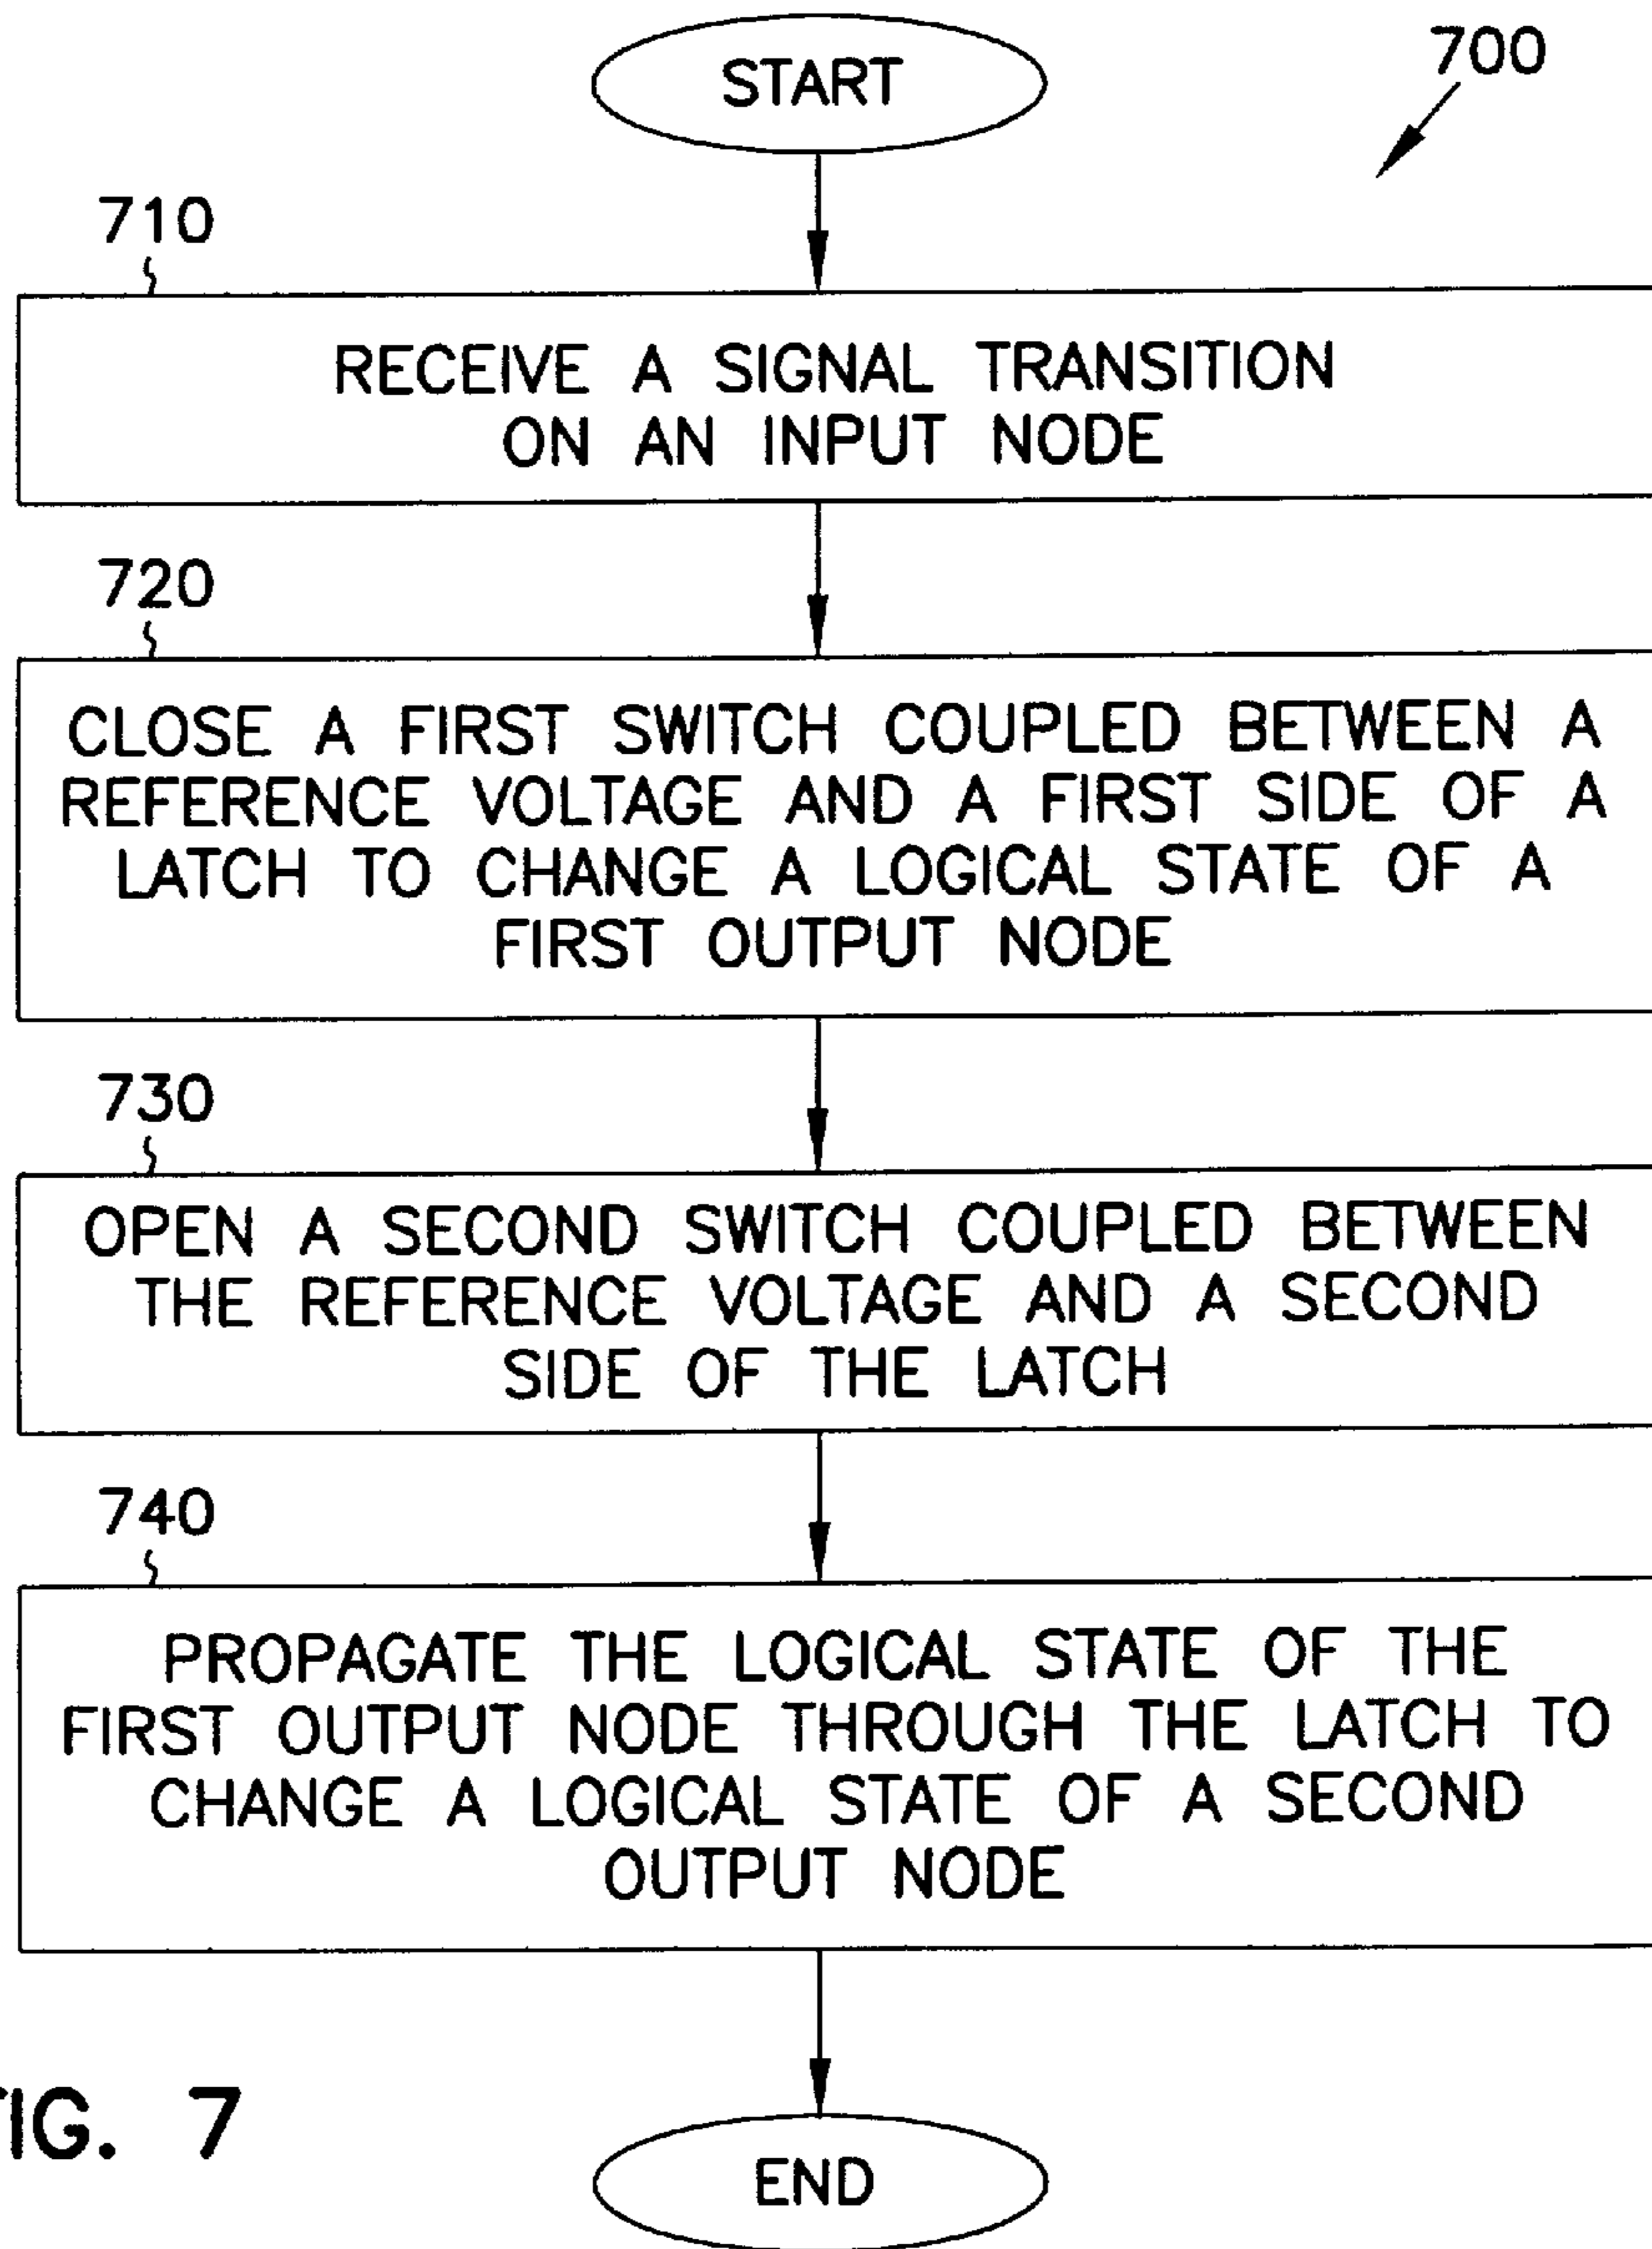 START
700
710
RECEIVE A SIGNAL TRANSITION
ON AN INPUT NODE
720
CLOSE A FIRST SWITCH COUPLED BETWEEN A
REFERENCE VOLTAGE AND A FIRST SIDE OF A
LATCH TO CHANGE A LOGICAL STATE OF A
FIRST OUTPUT NODE
730
OPEN A SECOND SWITCH COUPLED BETWEEN
THE REFERENCE VOLTAGE AND A SECOND
SIDE OF THE LATCH
740
PROPAGATE THE LOGICAL STATE OF THE
FIRST OUTPUT NODE THROUGH THE LATCH TO
CHANGE A LOGICAL STATE OF A SECOND
OUTPUT NODE
FIG. 7
END